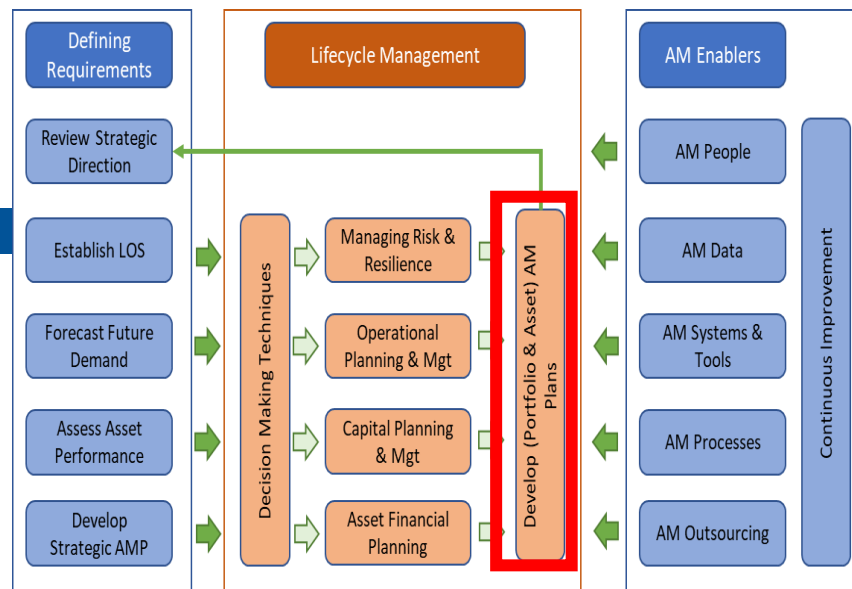 Defining
Requirements
Review Strategic
Direction
Establish LOS
Forecast Future
Demand
Assess Asset
Performance
Develop
Strategic AMP
Lifecycle Management
Decision Making Techniques
Managing Risk &
Resilience
Operational
Planning & Mgt
Capital Planning
& Mgt
Asset Financial
Planning
Develop (Portfolio & Asset) AM
Plans
AM Enablers
AM People
AM Data
AM Systems &
Tools
AM Processes
AM Outsourcing
Continuous Improvement